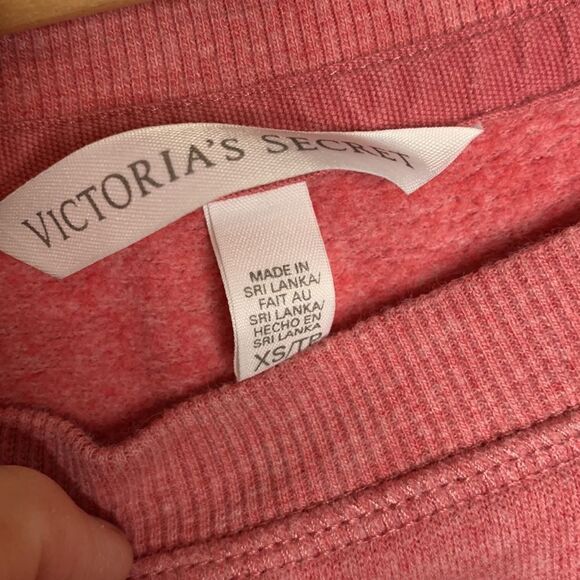 VICTORIA'S SECRET
MADE IN
SRI LANKA/
FAIT AU
SRI LANKA/
HECHO EN
SRI LANKA
XS/TP